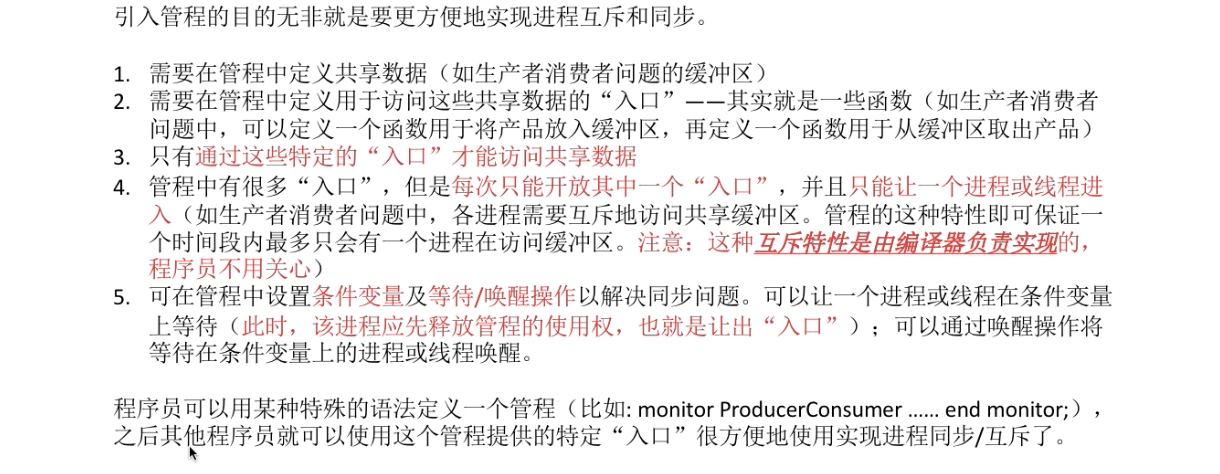 引入管程的目的无非就是要更方便地实现进程互斥和同步。
1. 需要在管程中定义共享数据（如生产者消费者问题的缓冲区）
2. 需要在管程中定义用于访问这些共享数据的“入口”——其实就是一些函数（如生产者消费者
问题中，可以定义一个函数用于将产品放入缓冲区，再定义一个函数用于从缓冲区取出产品）
3. 只有通过这些特定的“入口”才能访问共享数据
4. 管程中有很多“入口”，但是每次只能开放其中一个“入口”，并且只能让一个进程或线程进
入（如生产者消费者问题中，各进程需要互斥地访问共享缓冲区。管程的这种特性即可保证一
个时间段内最多只会有一个进程在访问缓冲区。注意：这种互斥特性是由编译器负责实现的，
程序员不用关心）
5. 可在管程中设置条件变量及等待/唤醒操作以解决同步问题。可以让一个进程或线程在条件变量
上等待（此时，该进程应先释放管程的使用权，也就是让出“入口”）；可以通过唤醒操作将
等待在条件变量上的进程或线程唤醒。
程序员可以用某种特殊的语法定义一个管程（比如: monitor ProducerConsumer …… end monitor;），
之后其他程序员就可以使用这个管程提供的特定“入口”很方便地使用实现进程同步/互斥了。